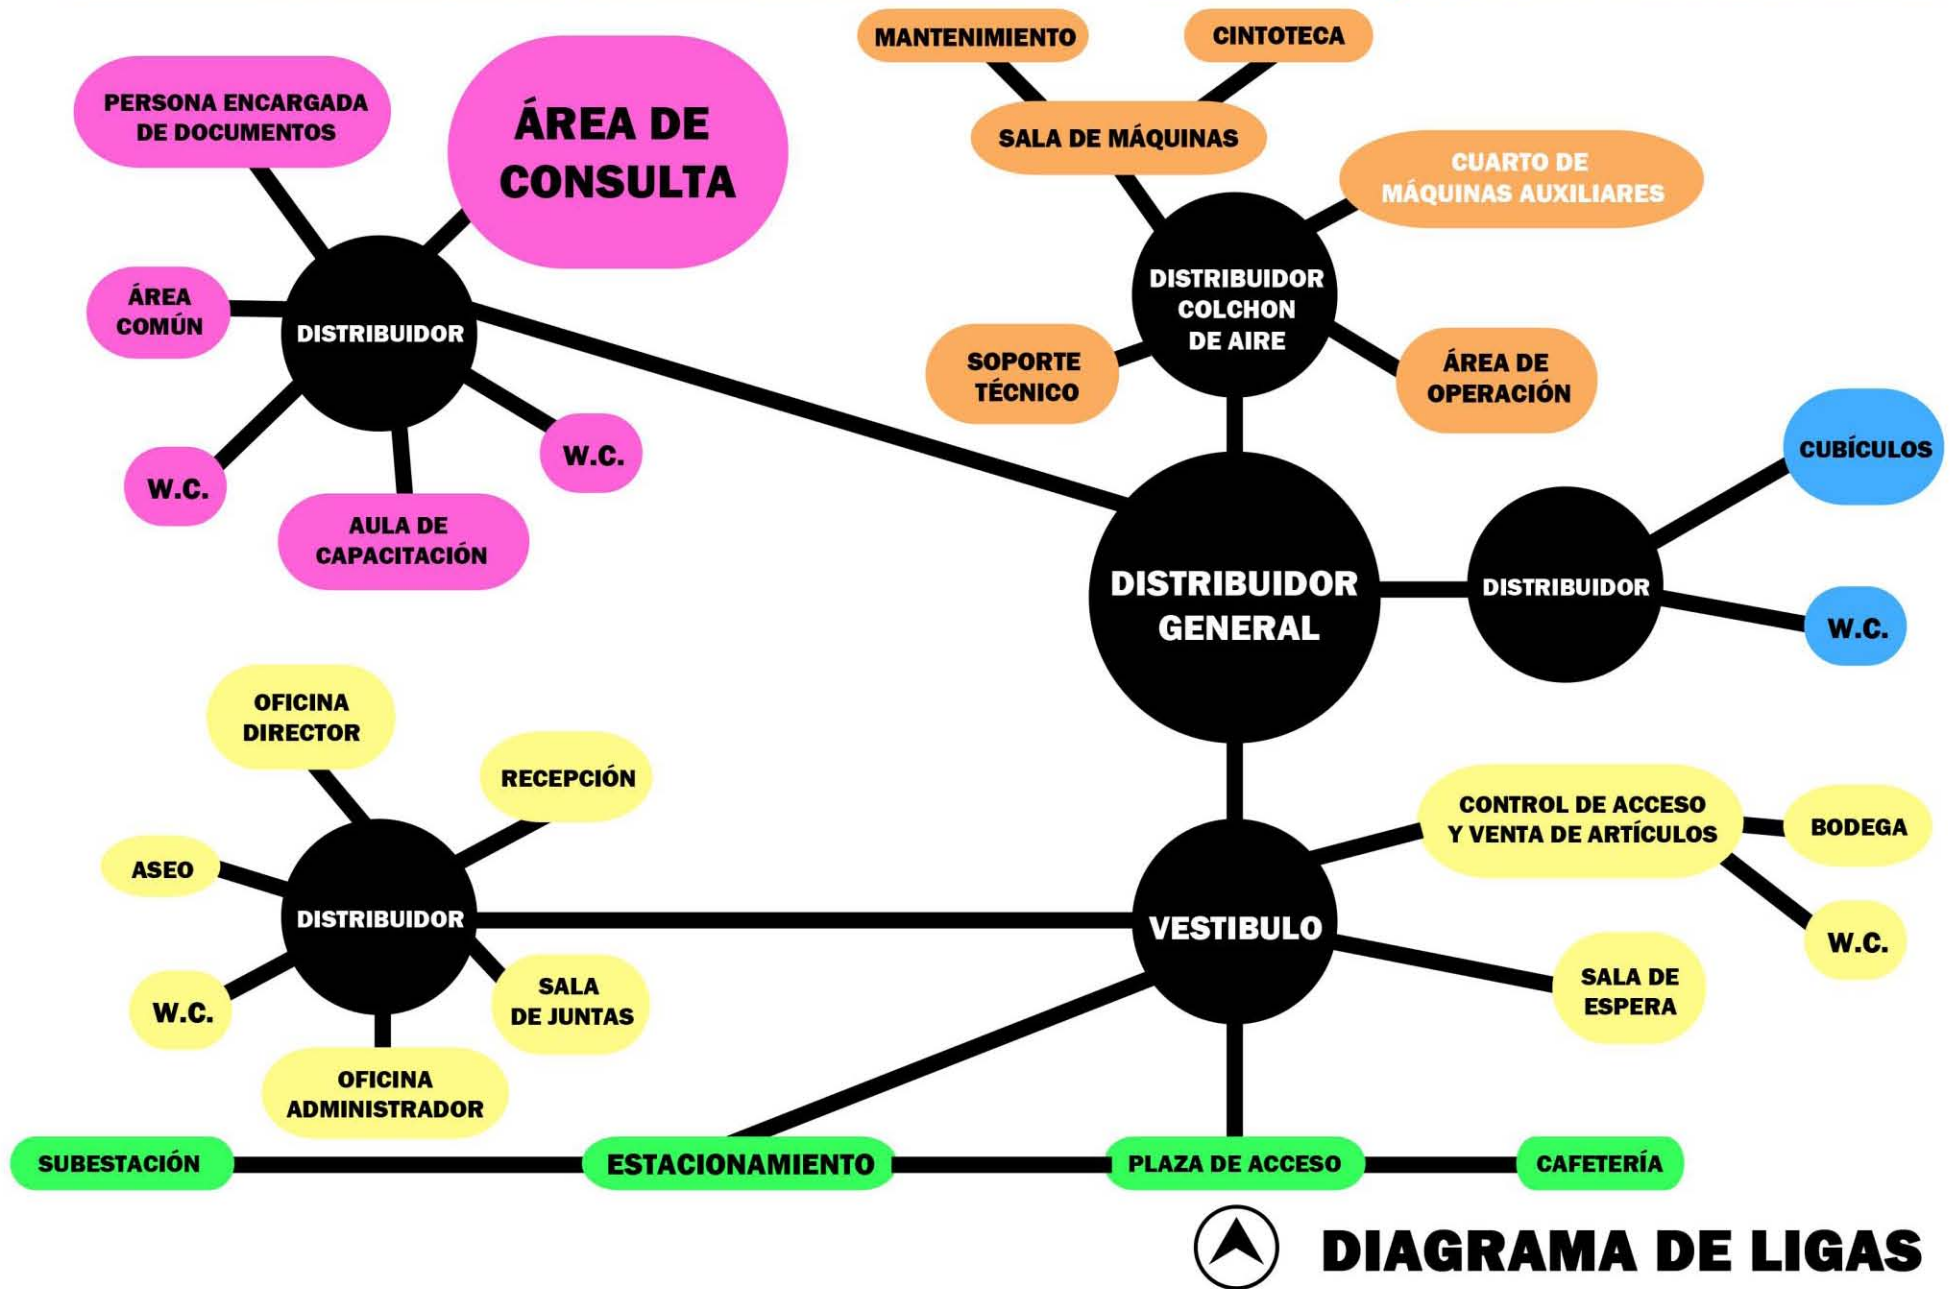 MANTENIMIENTO
CINTOTECA
PERSONA ENCARGADA
DE DOCUMENTOS
ÁREA DE
CONSULTA
SALA DE MÁQUINAS
CUARTO DE
MÁQUINAS AUXILIARES
ÁREA
COMÚN
DISTRIBUIDOR
DISTRIBUIDOR
COLCHON
DE AIRE
SOPORTE
TÉCNICO
ÁREA DE
OPERACIÓN
W.C.
W.C.
AULA DE
CAPACITACIÓN
CUBÍCULOS
DISTRIBUIDOR
GENERAL
DISTRIBUIDOR
W.C.
OFICINA
DIRECTOR
RECEPCIÓN
ASEO
DISTRIBUIDOR
W.C.
SALA
DE JUNTAS
OFICINA
ADMINISTRADOR
VESTIBULO
CONTROL DE ACCESO
Y VENTA DE ARTÍCULOS
BODEGA
W.C.
SALA DE
ESPERA
SUBESTACIÓN
ESTACIONAMIENTO
PLAZA DE ACCESO
CAFETERÍA
DIAGRAMA DE LIGAS